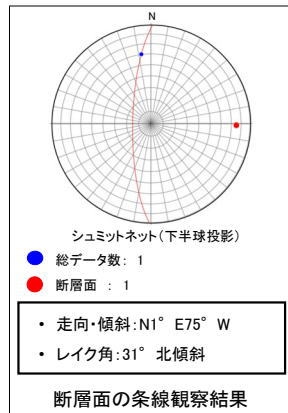 N
シュミットネット(下半球投影)
総データ数: 1
断層面 : 1
• 走向・傾斜:N1° E75° W
• レイク角:31° 北傾斜
断層面の条線観察結果